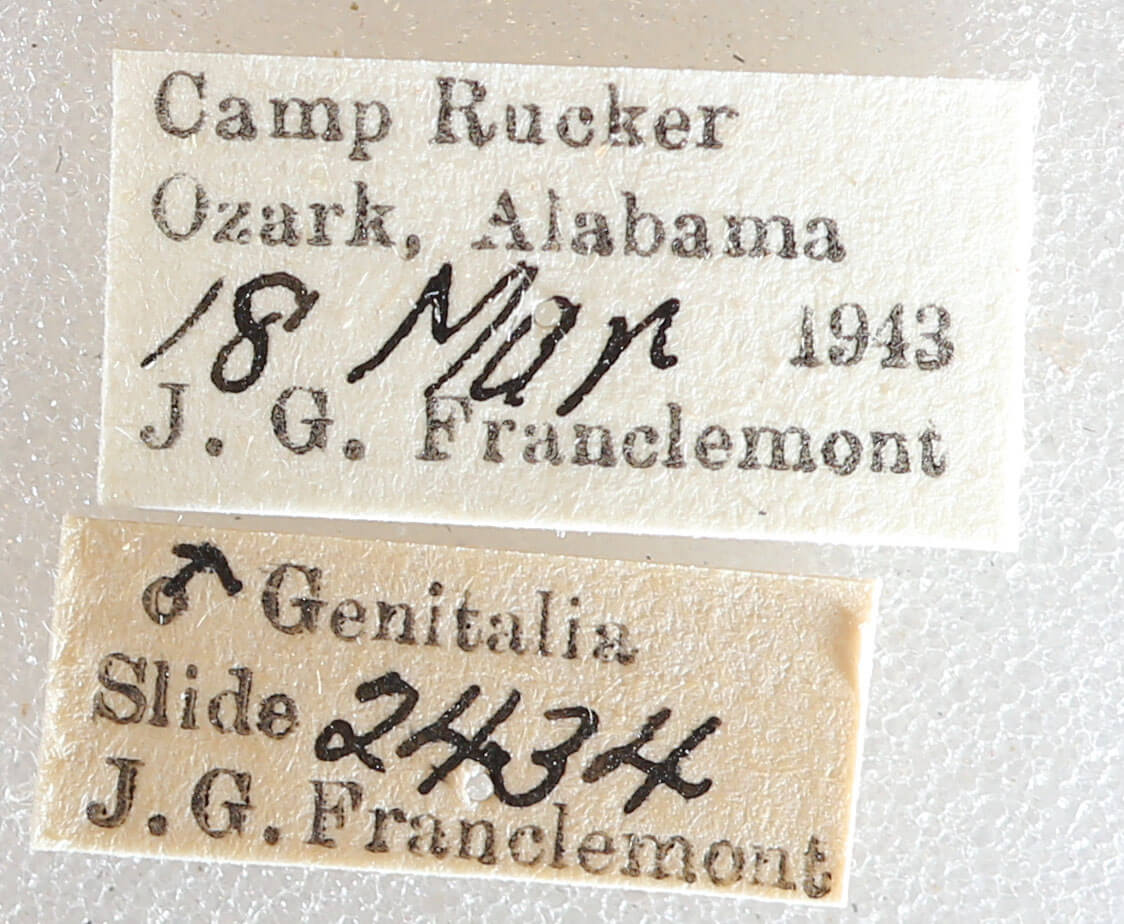 Camp Rucker
Ozark, Alabama
18 Mar 1943
J. G. Franclemont
♂ Genitalia
Slide 2434
J. G. Franclemont